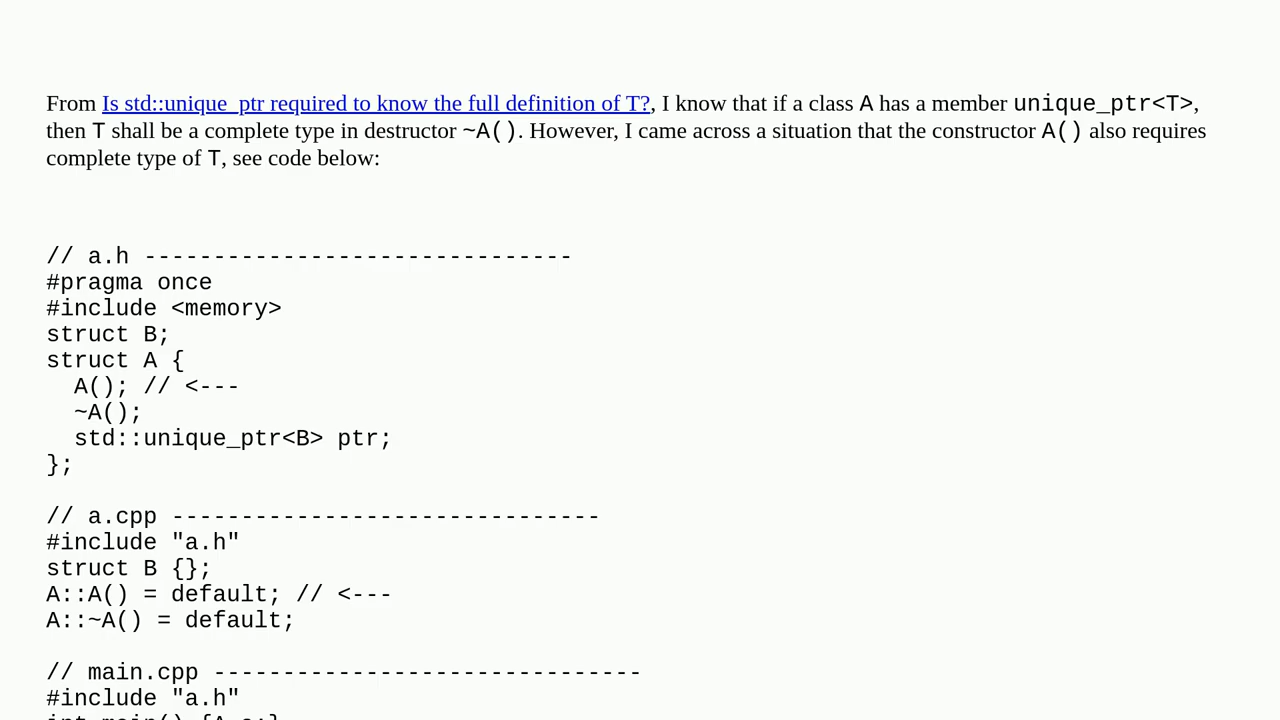 From Is std::unique_ptr required to know the full definition of T?, I know that if a class A has a member unique_ptr<T>,
then T shall be a complete type in destructor ~A(). However, I came across a situation that the constructor A() also requires
complete type of T, see code below:
// a.h -------------------------------
#pragma once
#include <memory>
struct B;
struct A {
  A(); // <---
  ~A();
  std::unique_ptr<B> ptr;
};
// a.cpp -------------------------------
#include "a.h"
struct B {};
A::A() = default; // <---
A::~A() = default;
// main.cpp -------------------------------
#include "a.h"
int main() {A a;}